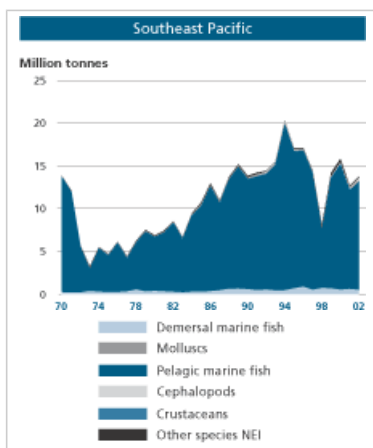 Southeast Pacific
Million tonnes
25
20
15
10
5
0
70 74 78 82 86 90 94 98 02
Demersal marine fish
Molluscs
Pelagic marine fish
Cephalopods
Crustaceans
Other species NEI